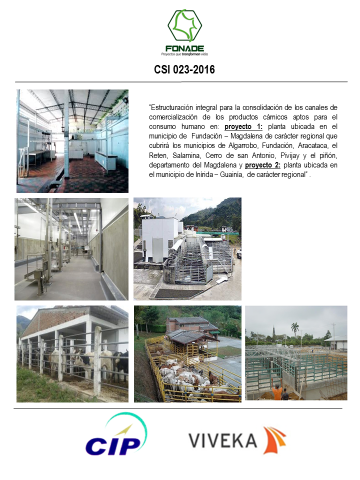 FONADE
Proyectos que transforman vidas
CSI 023-2016
"Estructuración integral para la consolidación de los canales de
comercialización de los productos cárnicos aptos para el
consumo humano en: proyecto 1: planta ubicada en el
municipio de Fundación – Magdalena de carácter regional que
cubrirá los municipios de Algarrobo, Fundación, Aracataca, el
Reten, Salamina, Cerro de san Antonio, Pivijay y el piñón,
departamento del Magdalena y proyecto 2: planta ubicada en
el municipio de Inírida – Guainía, de carácter regional" .
CIP
VIVEKA